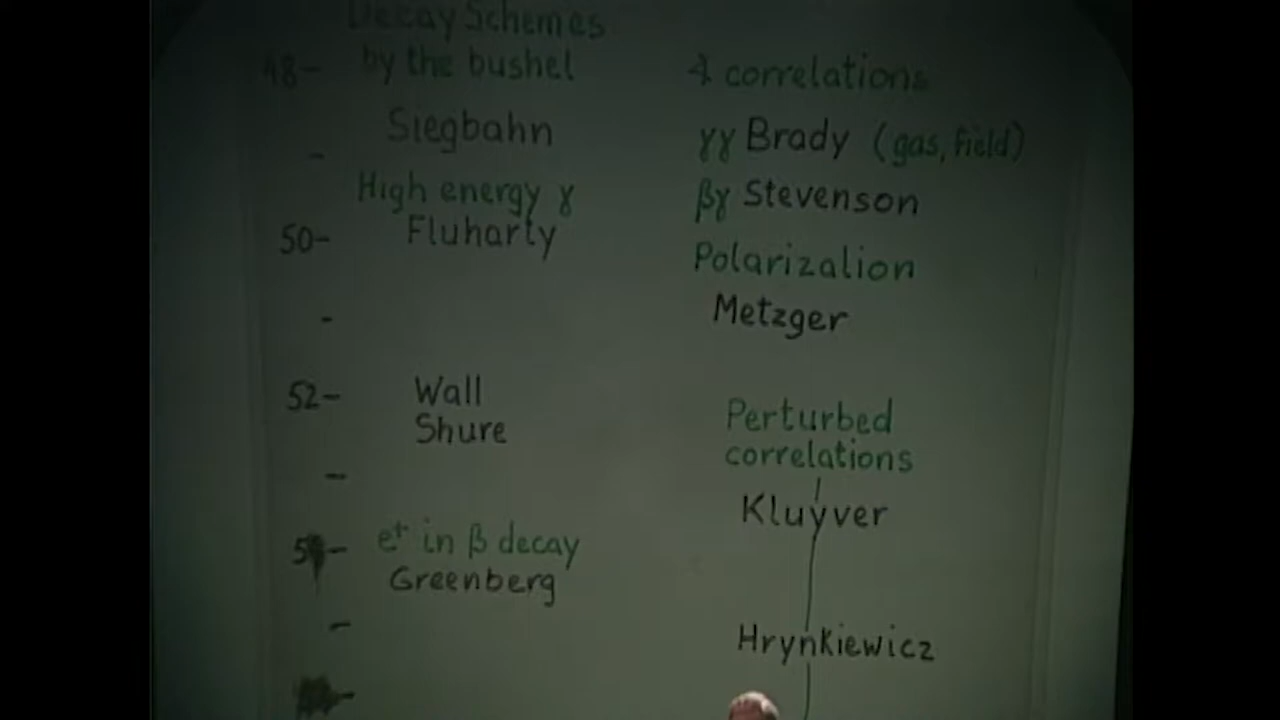 Decay Schemes
48- by the bushel
Siegbahn
-
High energy γ
50- Fluharty
-
52- Wall
Shure
-
e⁺ in β decay
Greenberg
-
-
∢ correlations
γγ Brady (gas, field)
βγ Stevenson
Polarization
Metzger
Perturbed
correlations
Kluyver
Hrynkiewicz